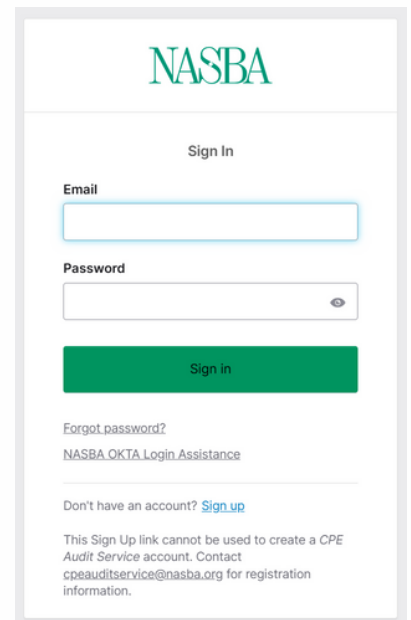 NASBA
Sign In
Email
Password
Sign in
Forgot password?
NASBA OKTA Login Assistance
Don't have an account? Sign up
This Sign Up link cannot be used to create a CPE
Audit Service account. Contact
cpeauditservice@nasba.org for registration
information.